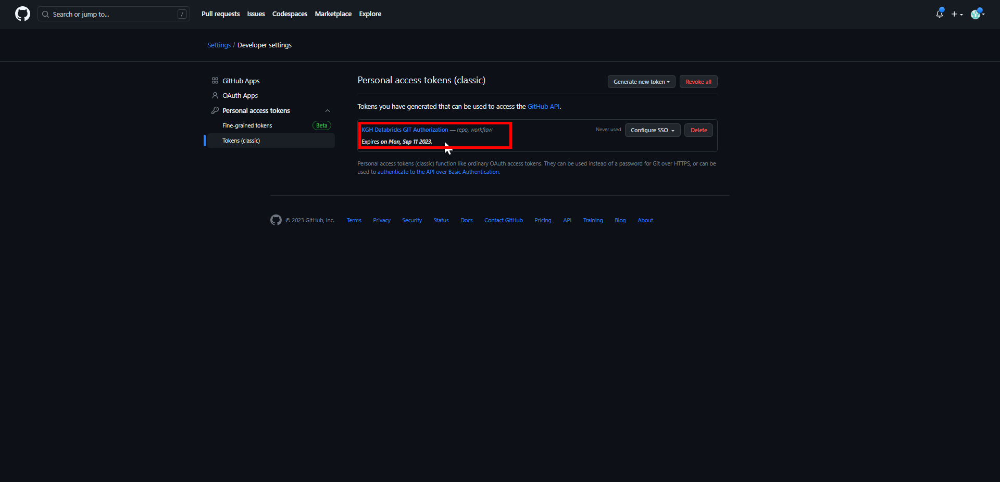 Search or jump to... /
Pull requests Issues Codespaces Marketplace Explore
Settings / Developer settings
GitHub Apps
OAuth Apps
Personal access tokens
Fine-grained tokens Beta
Tokens (classic)
Personal access tokens (classic)
Generate new token Revoke all
Tokens you have generated that can be used to access the GitHub API.
KGH Databricks GIT Authorization — repo, workflow
Never used Configure SSO Delete
Expires on Mon, Sep 11 2023.
Personal access tokens (classic) function like ordinary OAuth access tokens. They can be used instead of a password for Git over HTTPS, or can be
used to authenticate to the API over Basic Authentication.
© 2023 GitHub, Inc. Terms Privacy Security Status Docs Contact GitHub Pricing API Training Blog About